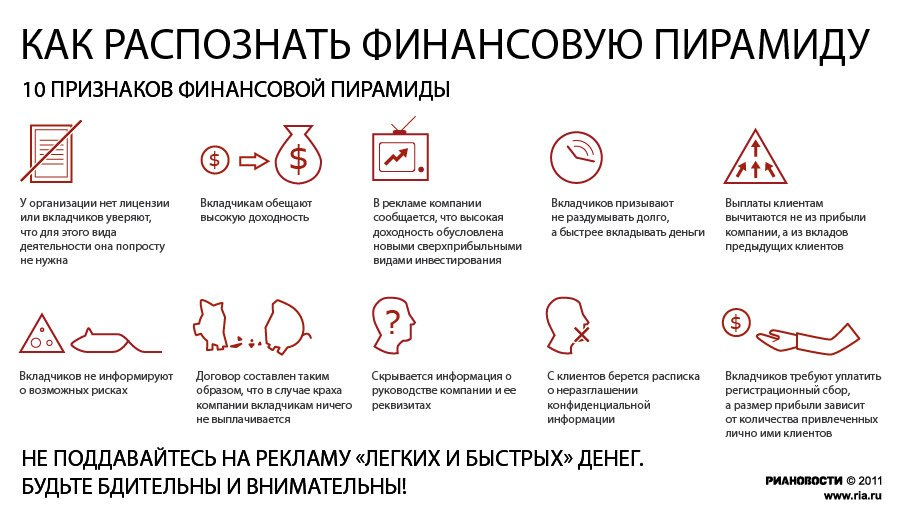 КАК РАСПОЗНАТЬ ФИНАНСОВУЮ ПИРАМИДУ
10 ПРИЗНАКОВ ФИНАНСОВОЙ ПИРАМИДЫ
$
$
У организации нет лицензии
или вкладчиков уверяют,
что для этого вида
деятельности она попросту
не нужна
Вкладчикам обещают
высокую доходность
В рекламе компании
сообщается, что высокая
доходность обусловлена
новыми сверхприбыльными
видами инвестирования
Вкладчиков призывают
не раздумывать долго,
а быстрее вкладывать деньги
Выплаты клиентам
вычитаются не из прибыли
компании, а из вкладов
предыдущих клиентов
?
$
Вкладчиков не информируют
о возможных рисках
Договор составлен таким
образом, что в случае краха
компании вкладчикам ничего
не выплачивается
Скрывается информация о
руководстве компании и ее
реквизитах
С клиентов берется расписка
о неразглашении
конфиденциальной
информации
Вкладчиков требуют уплатить
регистрационный сбор,
а размер прибыли зависит
от количества привлеченных
лично ими клиентов
НЕ ПОДДАВАЙТЕСЬ НА РЕКЛАМУ «ЛЕГКИХ И БЫСТРЫХ» ДЕНЕГ.
БУДЬТЕ БДИТЕЛЬНЫ И ВНИМАТЕЛЬНЫ!
РИАНОВОСТИ © 2011
www.ria.ru